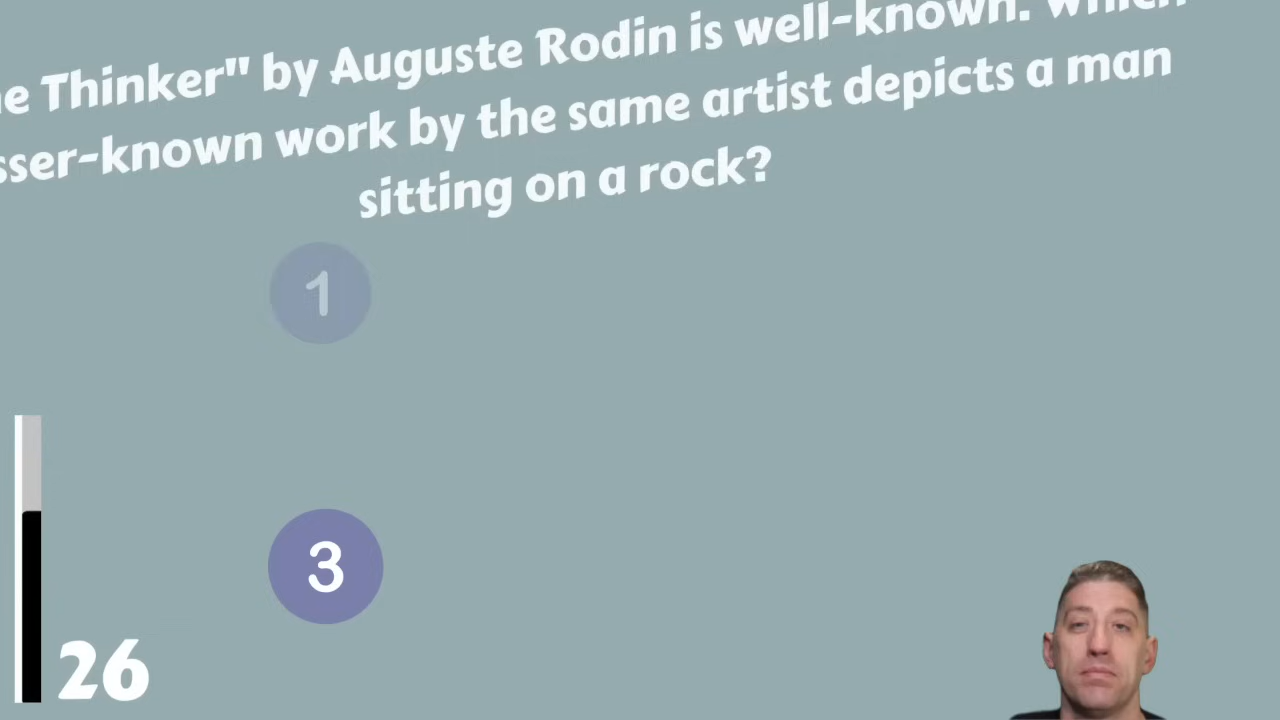 e Thinker" by Auguste Rodin is well-known. Which
sser-known work by the same artist depicts a man
sitting on a rock?
1
3
26